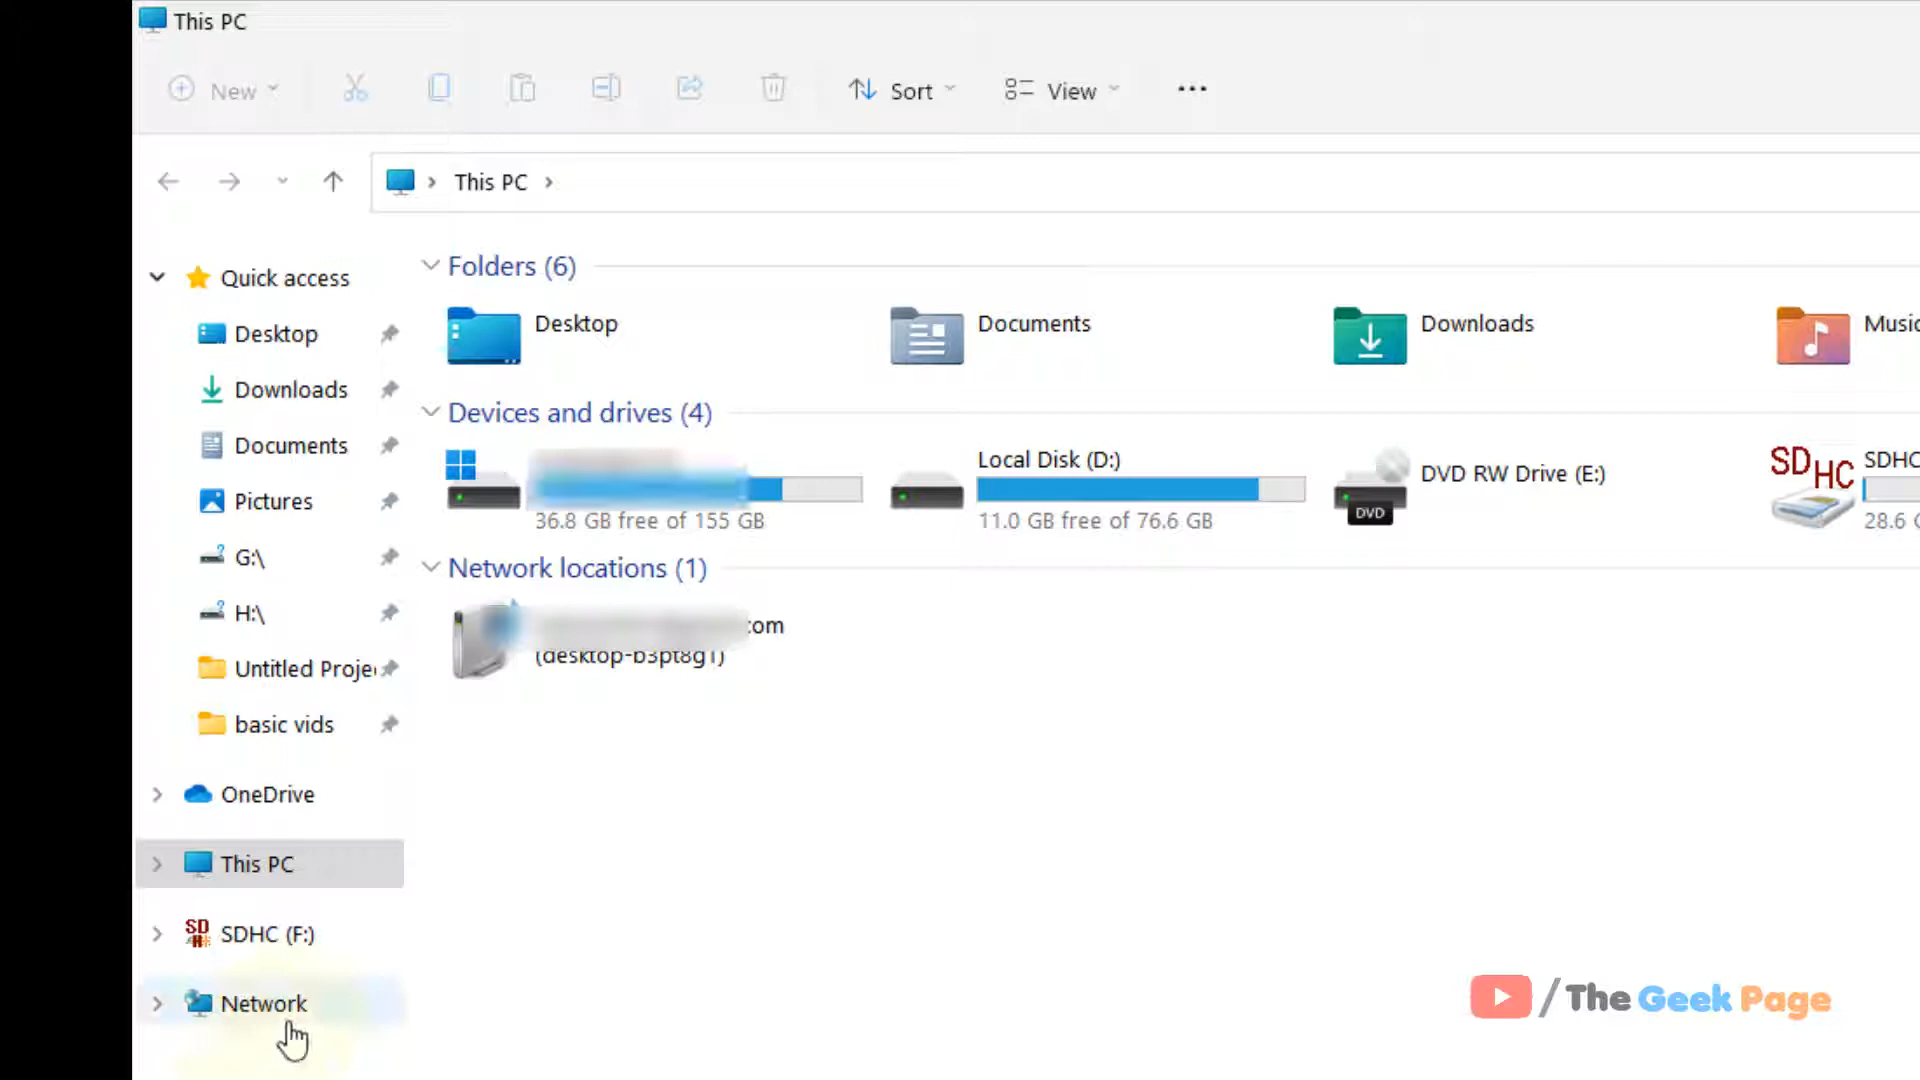 This PC
New
Sort
View
This PC
Quick access
Desktop
Downloads
Documents
Pictures
G:\
H:\
Untitled Proje
basic vids
OneDrive
This PC
SDHC (F:)
Network
Folders (6)
Desktop
Documents
Downloads
Music
Devices and drives (4)
36.8 GB free of 155 GB
Local Disk (D:)
11.0 GB free of 76.6 GB
DVD
DVD RW Drive (E:)
SDHC
SDHC
28.6 G
Network locations (1)
.com
(desktop-b3pt8g1)
/The Geek Page